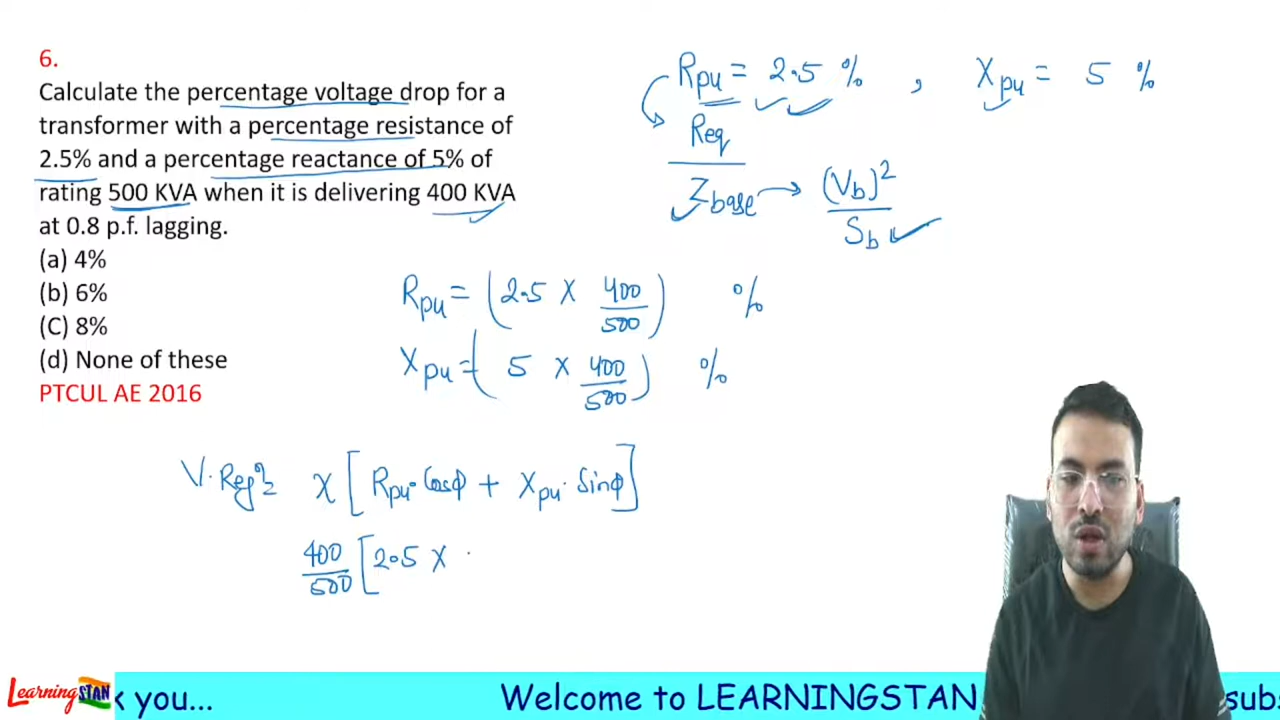 6.
Calculate the percentage voltage drop for a
transformer with a percentage resistance of
2.5% and a percentage reactance of 5% of
rating 500 KVA when it is delivering 400 KVA
at 0.8 p.f. lagging.
(a) 4%
(b) 6%
(C) 8%
(d) None of these
PTCUL AE 2016
Rpu = 2.5 % , Xpu = 5 %
Req
Zbase → (Vb)²
Sb
Rpu = (2.5 X 400/500) %
Xpu = (5 X 400/500) %
V.Reg% x [Rpu.Cosϕ + Xpu.Sinϕ]
400/500 [2.5 X
LearningSTAN
k you... Welcome to LEARNINGSTAN subs